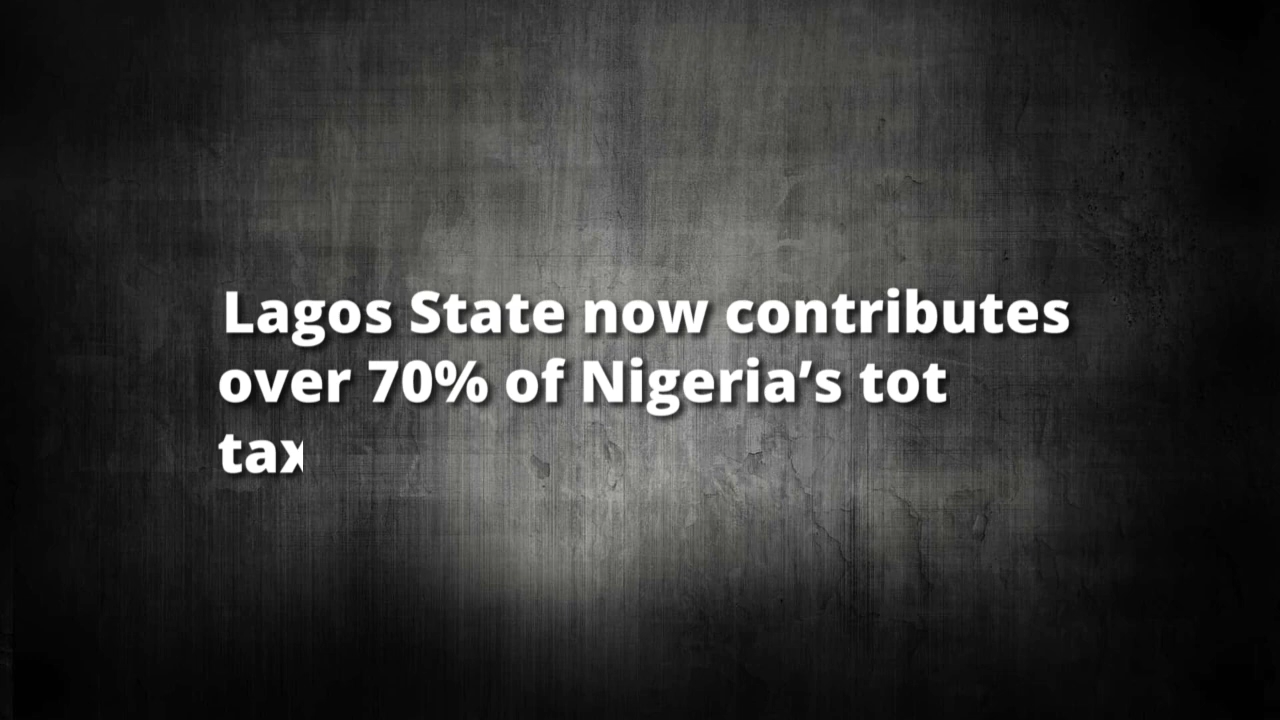 Lagos State now contributes
over 70% of Nigeria’s tot
tax